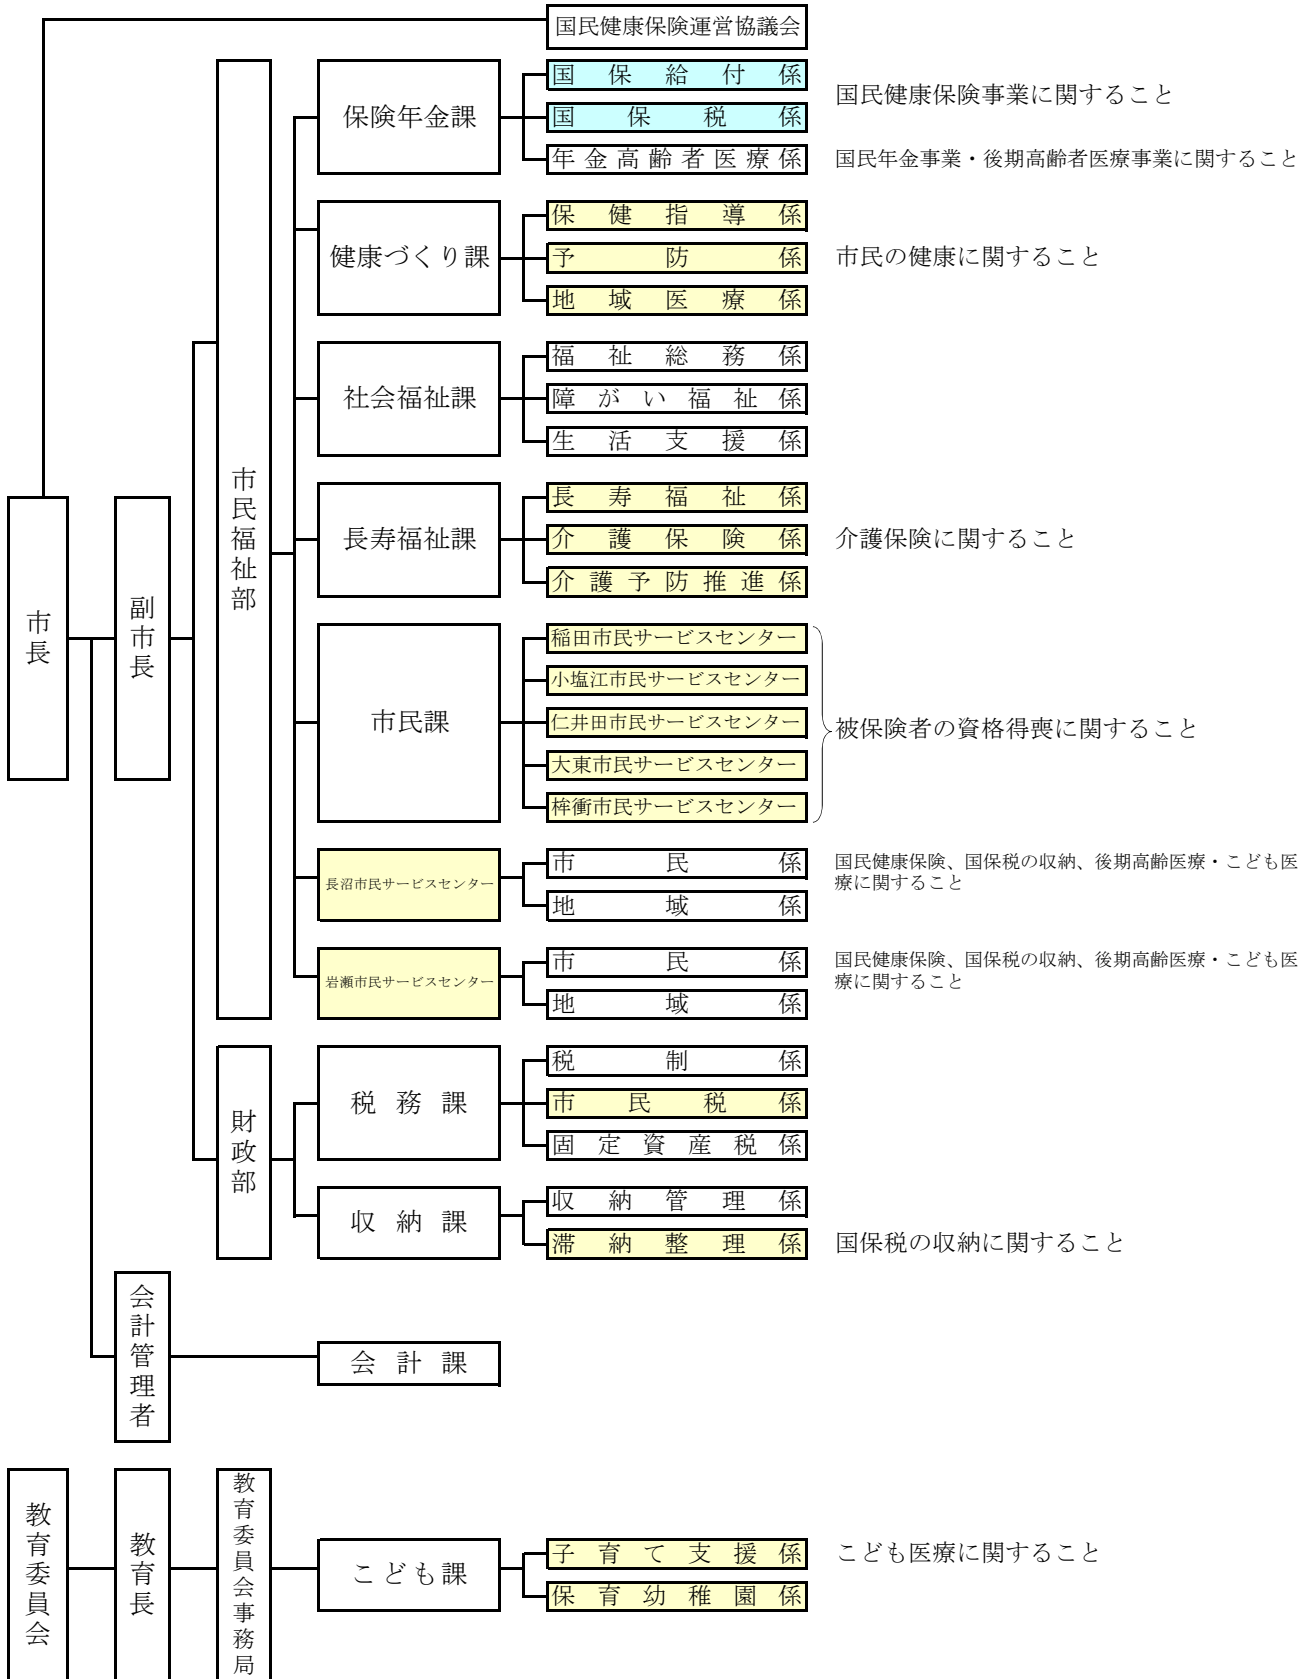 国民健康保険運営協議会
国保給付係
国民健康保険事業に関すること
保険年金課
国保税係
年金高齢者医療係
国民年金事業・後期高齢者医療事業に関すること
保健指導係
健康づくり課
予防係
市民の健康に関すること
地域医療係
福祉総務係
社会福祉課
障がい福祉係
生活支援係
市民福祉部
長寿福祉係
長寿福祉課
介護保険係
介護保険に関すること
介護予防推進係
市長
副市長
稲田市民サービスセンター
小塩江市民サービスセンター
市民課
仁井田市民サービスセンター
被保険者の資格得喪に関すること
大東市民サービスセンター
桙衝市民サービスセンター
長沼市民サービスセンター
市民係
国民健康保険、国保税の収納、後期高齢医療・こども医
療に関すること
地域係
岩瀬市民サービスセンター
市民係
国民健康保険、国保税の収納、後期高齢医療・こども医
療に関すること
地域係
財政部
税制係
税務課
市民税係
固定資産税係
収納管理係
収納課
滞納整理係
国保税の収納に関すること
会計管理者
会計課
教育委員会
教育長
教育委員会事務局
こども課
子育て支援係
こども医療に関すること
保育幼稚園係